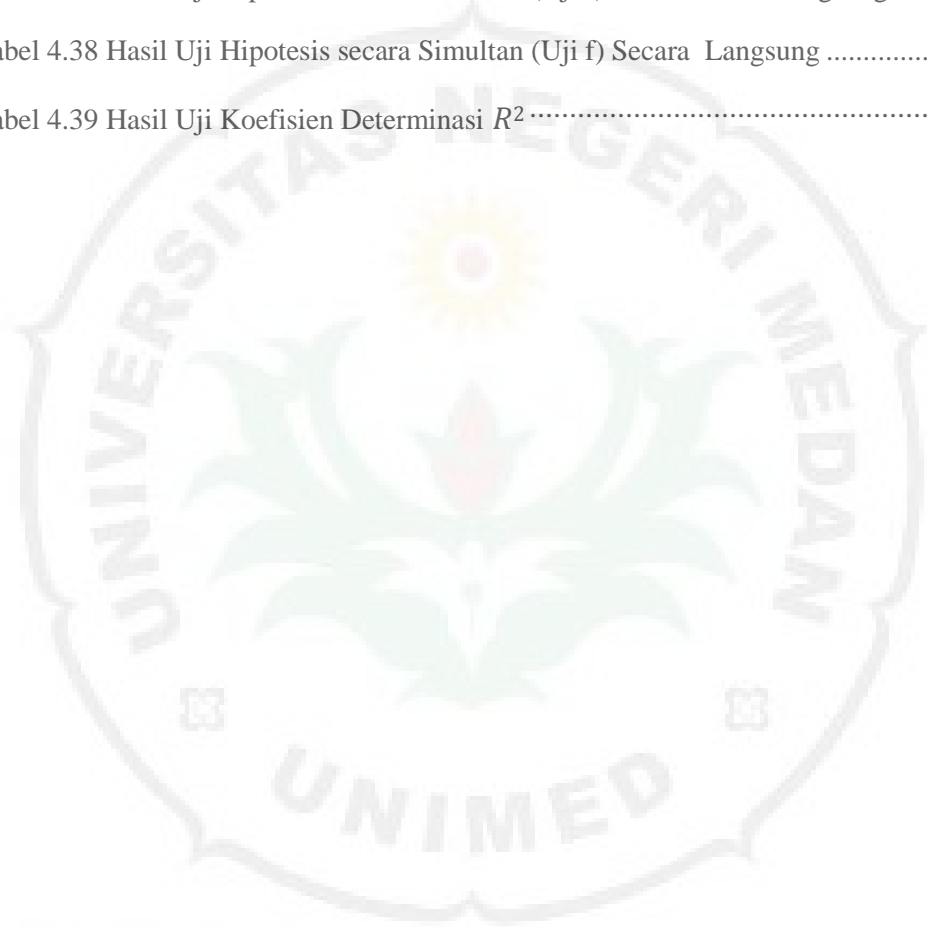 abel 4.38 Hasil Uji Hipotesis secara Simultan (Uji f) Secara  Langsung ..............
abel 4.39 Hasil Uji Koefisien Determinasi R² ....................................................
UNIVERSITAS NEGERI MEDAN
UNIMED